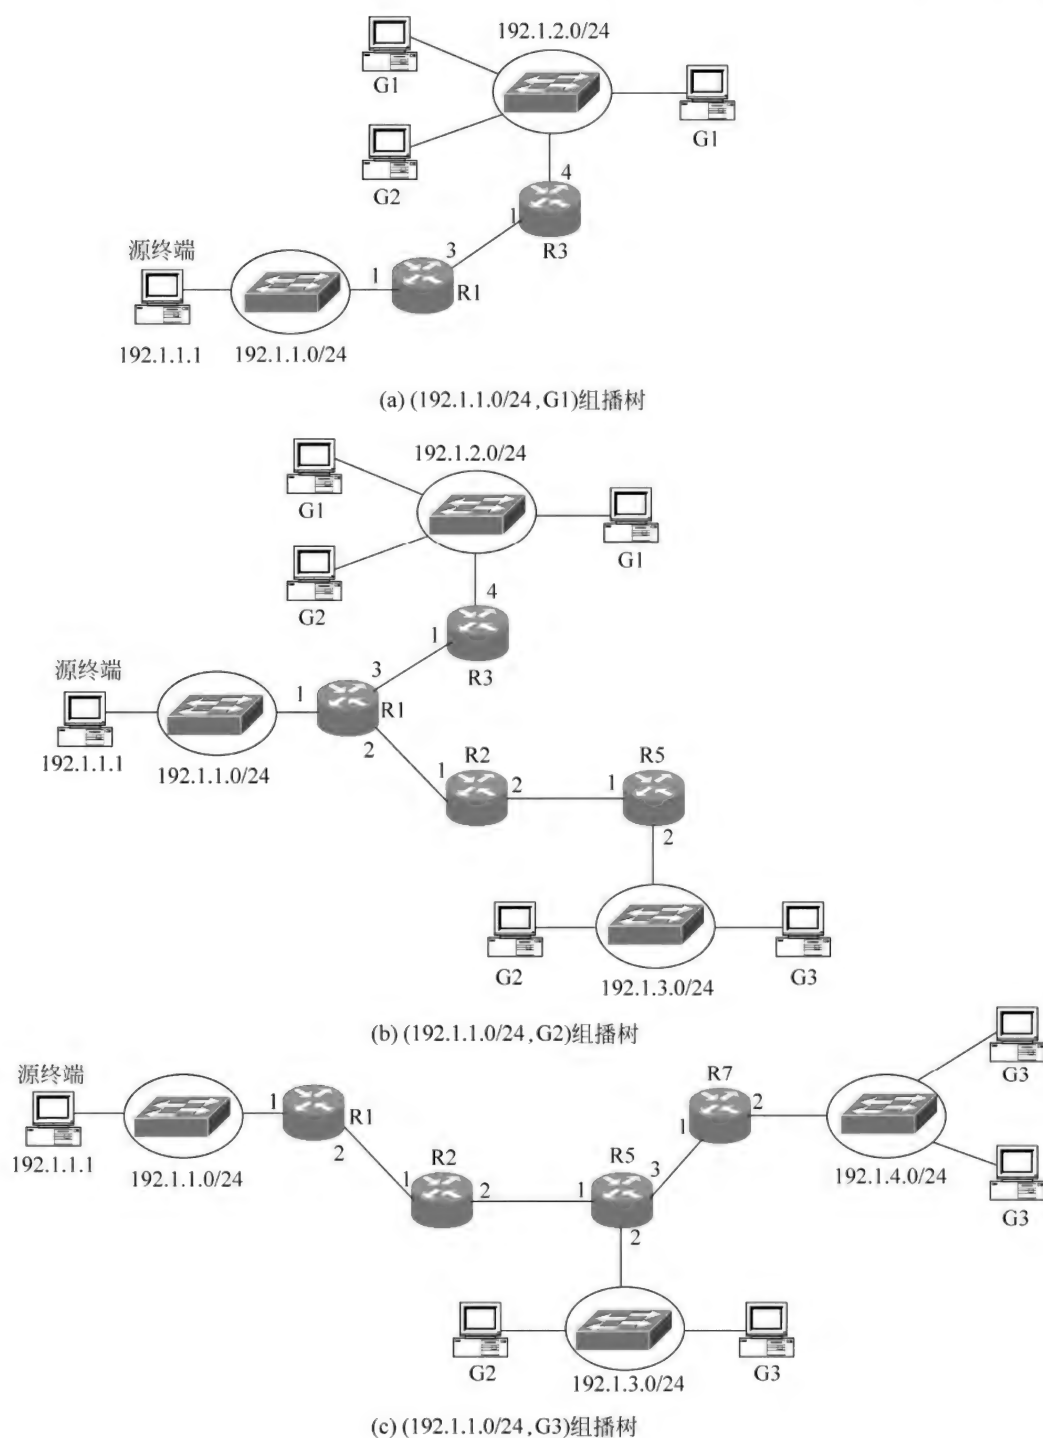 192.1.2.0/24
G1
G1
G2
4
1
R3
源终端
3
1
R1
192.1.1.1
192.1.1.0/24
(a) (192.1.1.0/24,G1)组播树
192.1.2.0/24
G1
G1
G2
4
1
R3
源终端
3
1
R1
2
192.1.1.1
192.1.1.0/24
R2
R5
1
2
1
2
G2
G3
192.1.3.0/24
(b) (192.1.1.0/24,G2)组播树
源终端
R7
G3
1
R1
2
1
2
192.1.1.1
192.1.1.0/24
R2
R5
3
192.1.4.0/24
1
2
1
G3
2
G2
G3
192.1.3.0/24
(c) (192.1.1.0/24,G3)组播树